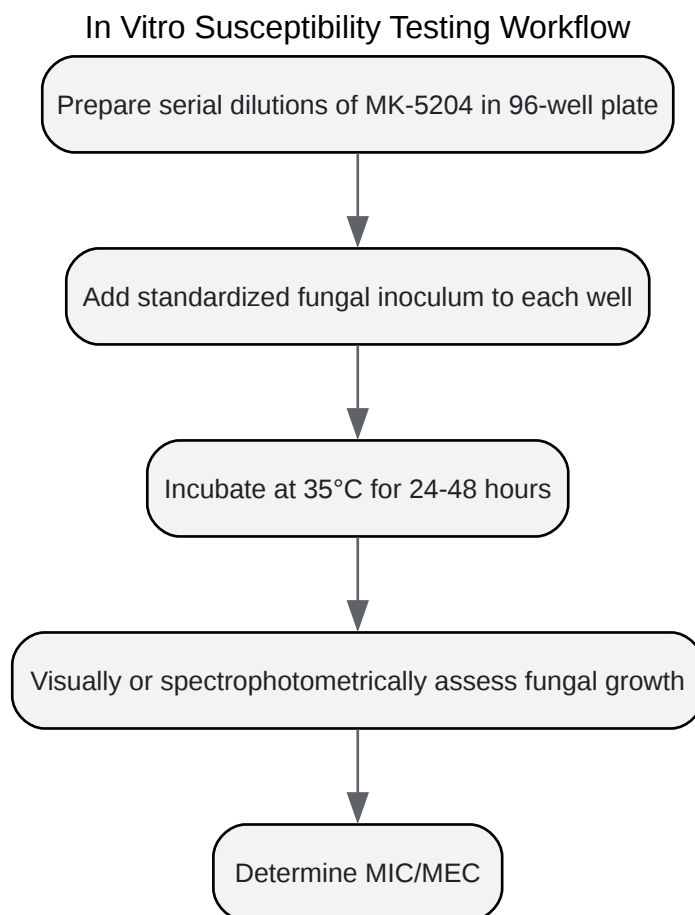 In Vitro Susceptibility Testing Workflow
Prepare serial dilutions of MK-5204 in 96-well plate
Add standardized fungal inoculum to each well
Incubate at 35°C for 24-48 hours
Visually or spectrophotometrically assess fungal growth
Determine MIC/MEC